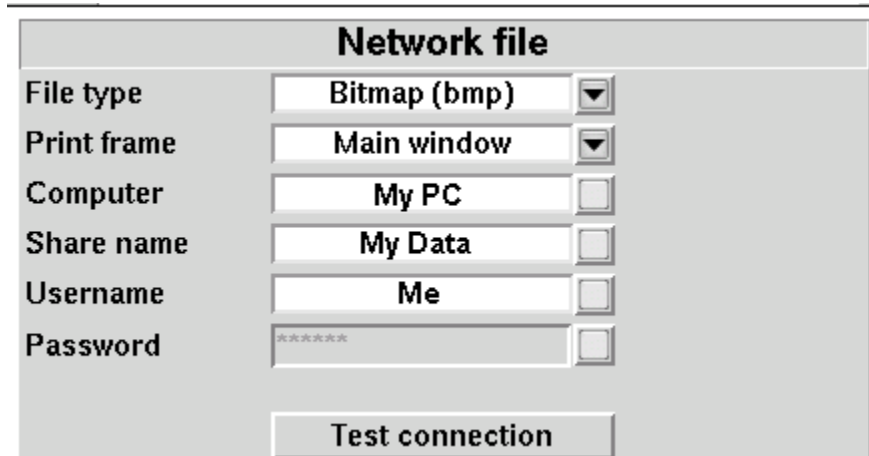 Network file
File type Bitmap (bmp)
Print frame Main window
Computer My PC
Share name My Data
Username Me
Password ******
Test connection